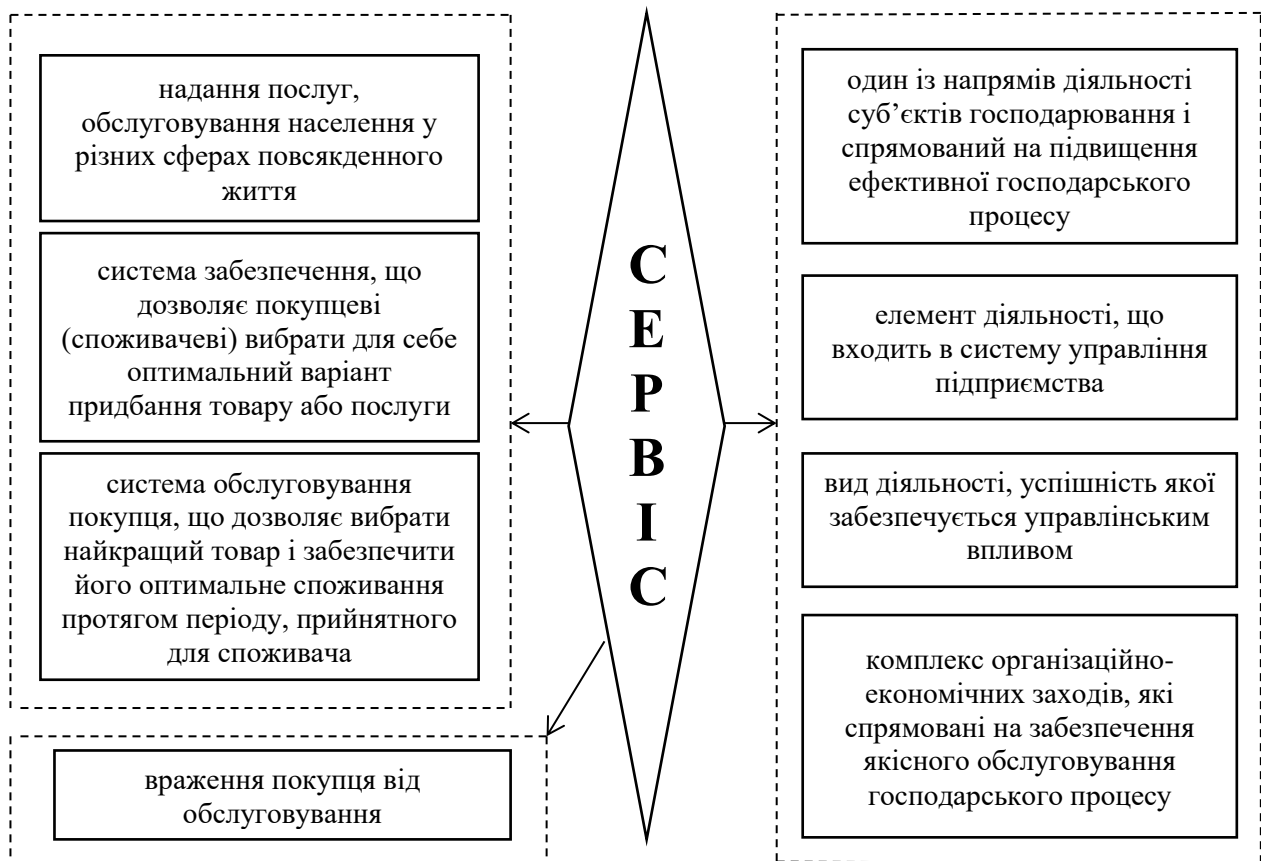 надання послуг,
обслуговування населення у
різних сферах повсякденного
життя
система забезпечення, що
дозволяє покупцеві
(споживачеві) вибрати для себе
оптимальний варіант
придбання товару або послуги
система обслуговування
покупця, що дозволяє вибрати
найкращий товар і забезпечити
його оптимальне споживання
протягом періоду, прийнятного
для споживача
враження покупця від
обслуговування
С
Е
Р
В
І
С
один із напрямів діяльності
суб’єктів господарювання і
спрямований на підвищення
ефективної господарського
процесу
елемент діяльності, що
входить в систему управління
підприємства
вид діяльності, успішність якої
забезпечується управлінським
впливом
комплекс організаційно-
економічних заходів, які
спрямовані на забезпечення
якісного обслуговування
господарського процесу